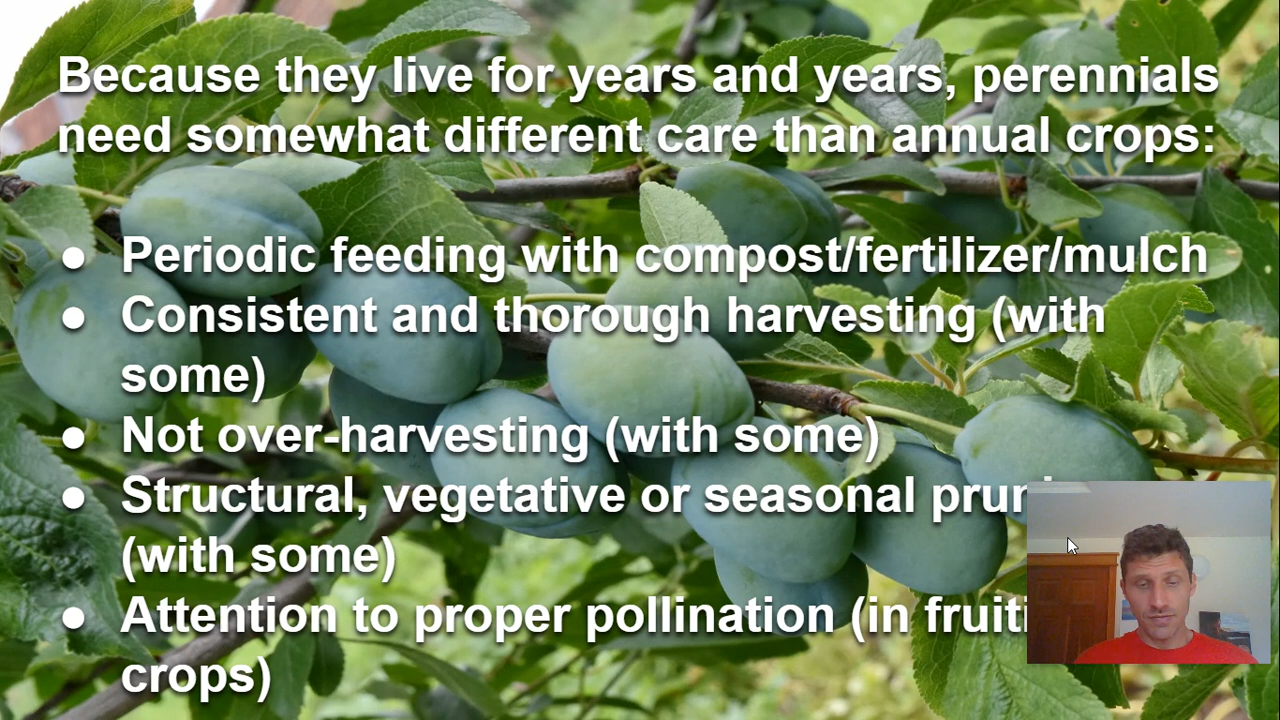 Because they live for years and years, perennials
need somewhat different care than annual crops:
● Periodic feeding with compost/fertilizer/mulch
● Consistent and thorough harvesting (with
some)
● Not over-harvesting (with some)
● Structural, vegetative or seasonal
(with some)
● Attention to proper pollination (in
crops)